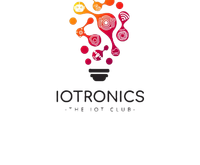 IOTRONICS
-THE IOT CLUB-